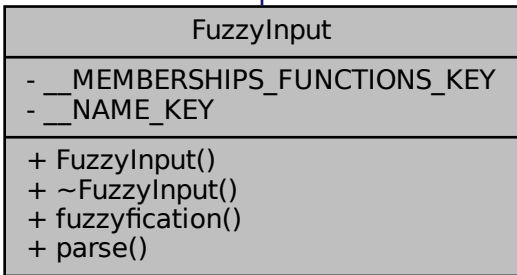 FuzzyInput
- __MEMBERSHIPS_FUNCTIONS_KEY
- __NAME_KEY
+ FuzzyInput()
+ ~FuzzyInput()
+ fuzzyfication()
+ parse()